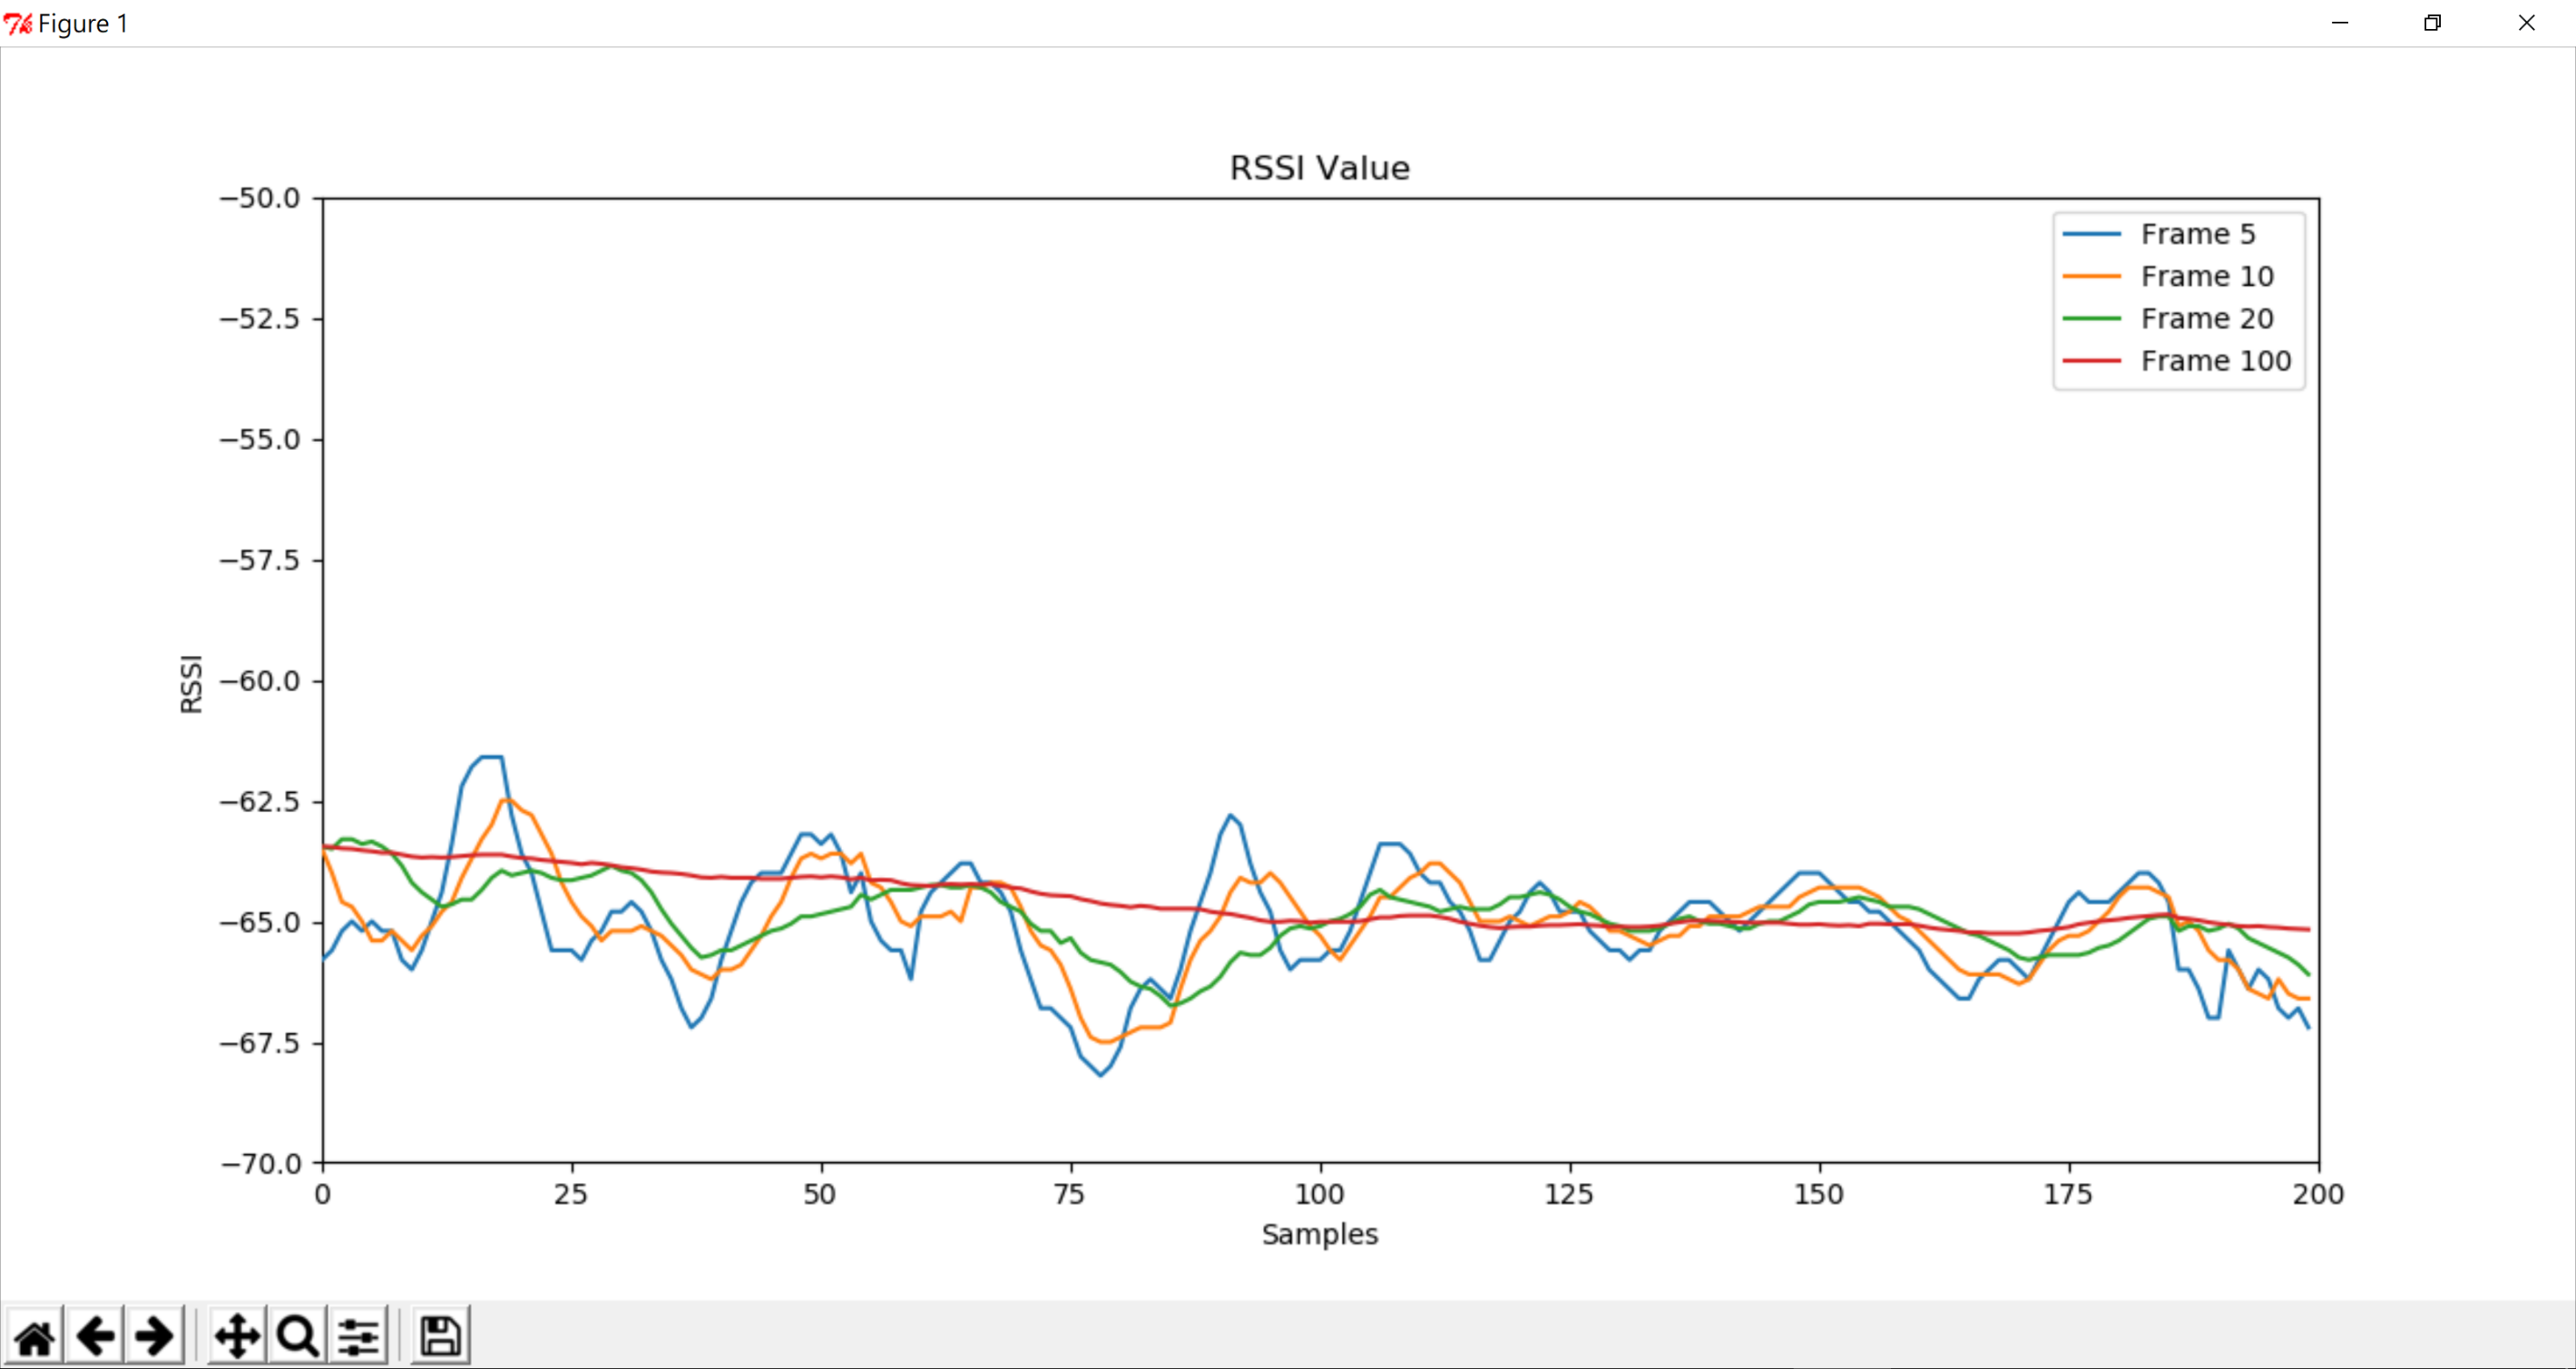 Figure 1
RSSI Value
−50.0
−52.5
−55.0
−57.5
−60.0
−62.5
−65.0
−67.5
−70.0
RSSI
Frame 5
Frame 10
Frame 20
Frame 100
0 25 50 75 100 125 150 175 200
Samples